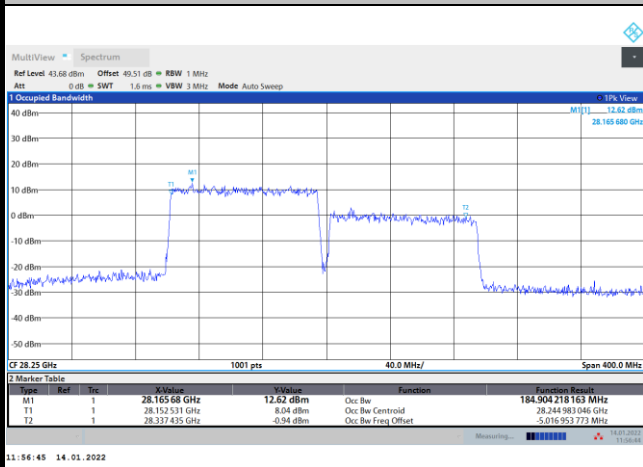 MultiView Spectrum
Ref Level 43.68 dBm Offset 49.51 dB RBW 1 MHz
Att 0 dB SWT 1.6 ms VBW 3 MHz Mode Auto Sweep
1 Occupied Bandwidth 1Pk View
M1[1] 12.62 dBm
28.165 680 GHz
40 dBm
30 dBm
20 dBm
M1
T1
10 dBm
T2
0 dBm
-10 dBm
-20 dBm
-30 dBm
-40 dBm
-50 dBm
CF 28.25 GHz 1001 pts 40.0 MHz/ Span 400.0 MHz
2 Marker Table
Type Ref Trc X-Value Y-Value Function Function Result
M1 1 28.16568 GHz 12.62 dBm Occ Bw 184.904 218 163 MHz
T1 1 28.152 531 GHz 8.04 dBm Occ Bw Centroid 28.244 983 046 GHz
T2 1 28.337 435 GHz -0.94 dBm Occ Bw Freq Offset -5.016 953 773 MHz
Measuring... 14.01.2022
11:56:44
11:56:45 14.01.2022